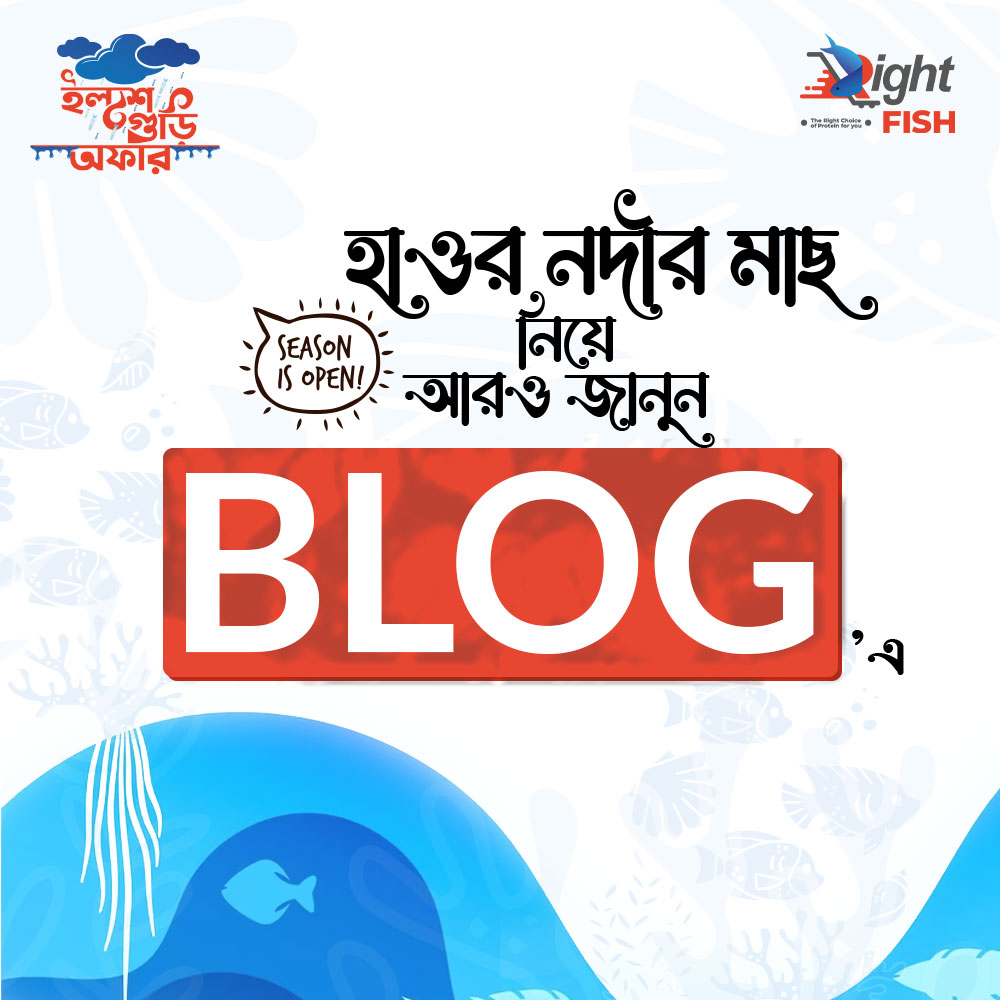 ইলশে
গুড়ি
অফার
Right
FISH
The Right Choice
of Protein for you
হাওর নদীর মাছ
নিয়ে
আরও জানুন
SEASON
IS OPEN!
BLOG
’এ